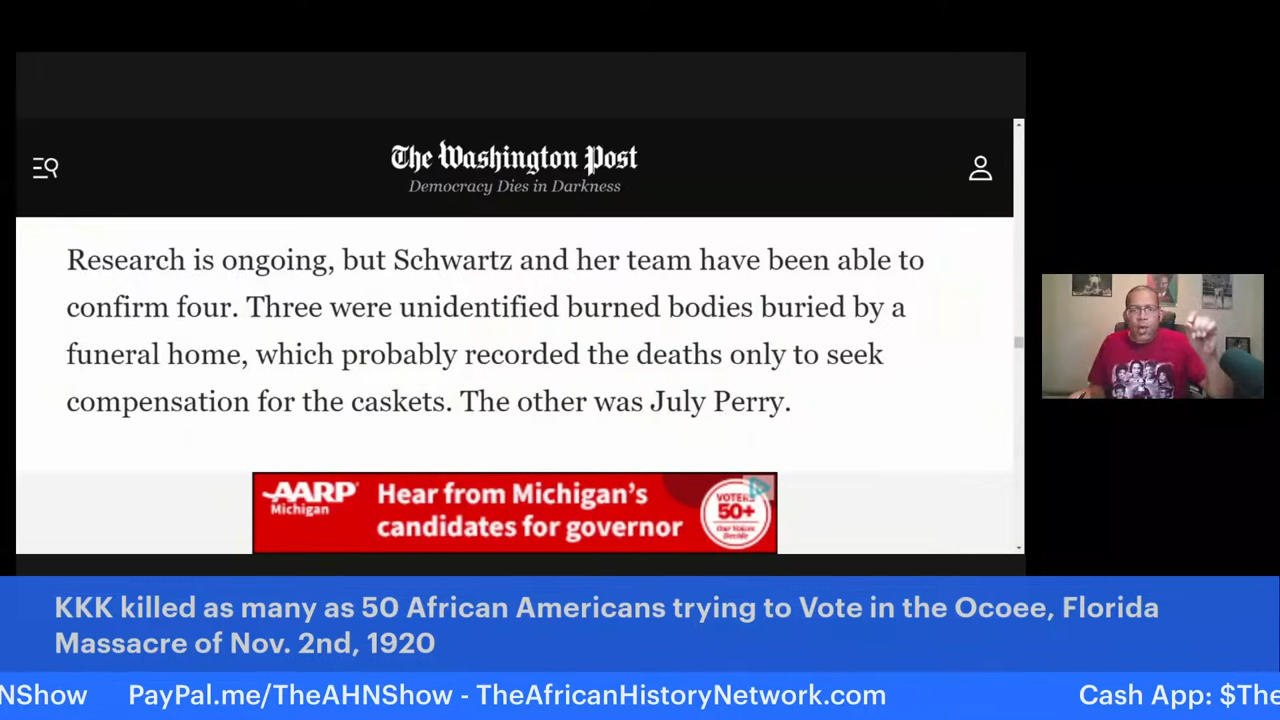 The Washington Post
Democracy Dies in Darkness
Research is ongoing, but Schwartz and her team have been able to
confirm four. Three were unidentified burned bodies buried by a
funeral home, which probably recorded the deaths only to seek
compensation for the caskets. The other was July Perry.
AARP
Michigan
Hear from Michigan's
candidates for governor
VOTERS
50+
Our Voices
Decide
KKK killed as many as 50 African Americans trying to Vote in the Ocoee, Florida
Massacre of Nov. 2nd, 1920
NShow PayPal.me/TheAHNShow - TheAfricanHistoryNetwork.com Cash App: $The